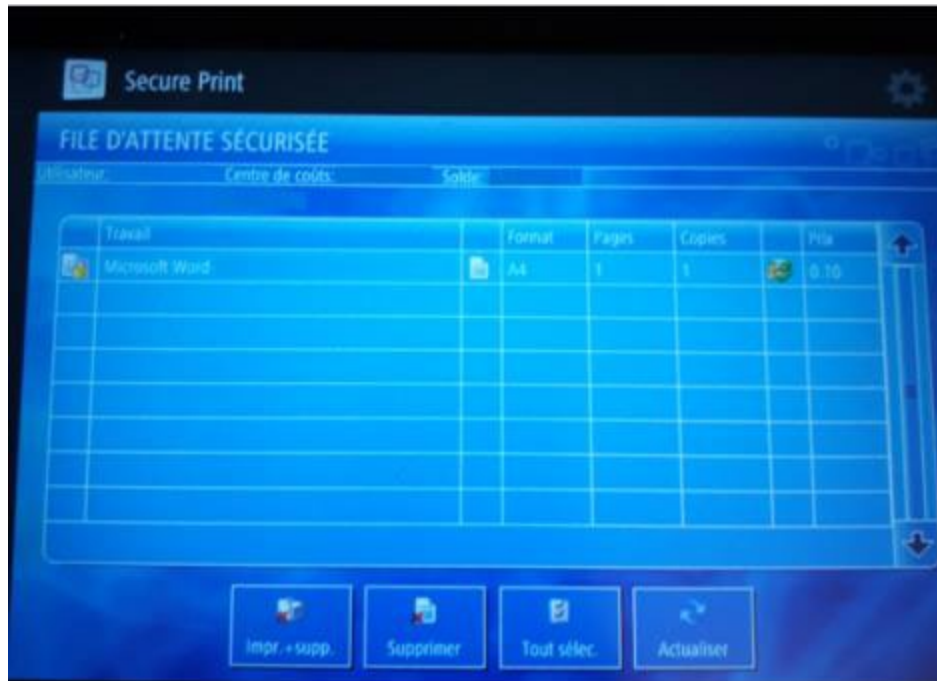 Secure Print
FILE D'ATTENTE SÉCURISÉE
Utilisateur: Centre de coûts: Solde:
Travail Format Pages Copies Prix
Microsoft Word A4 1 1 0.10
Impr.+supp. Supprimer Tout sélec. Actualiser